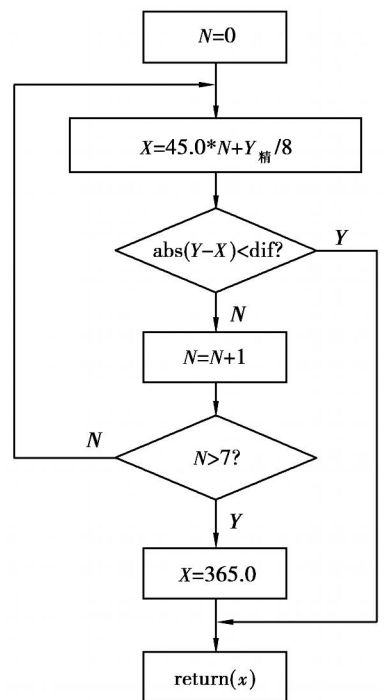 N=0
X=45.0*N+Y精/8
abs(Y-X)<dif?
Y
N
N=N+1
N
N>7?
Y
X=365.0
return(x)